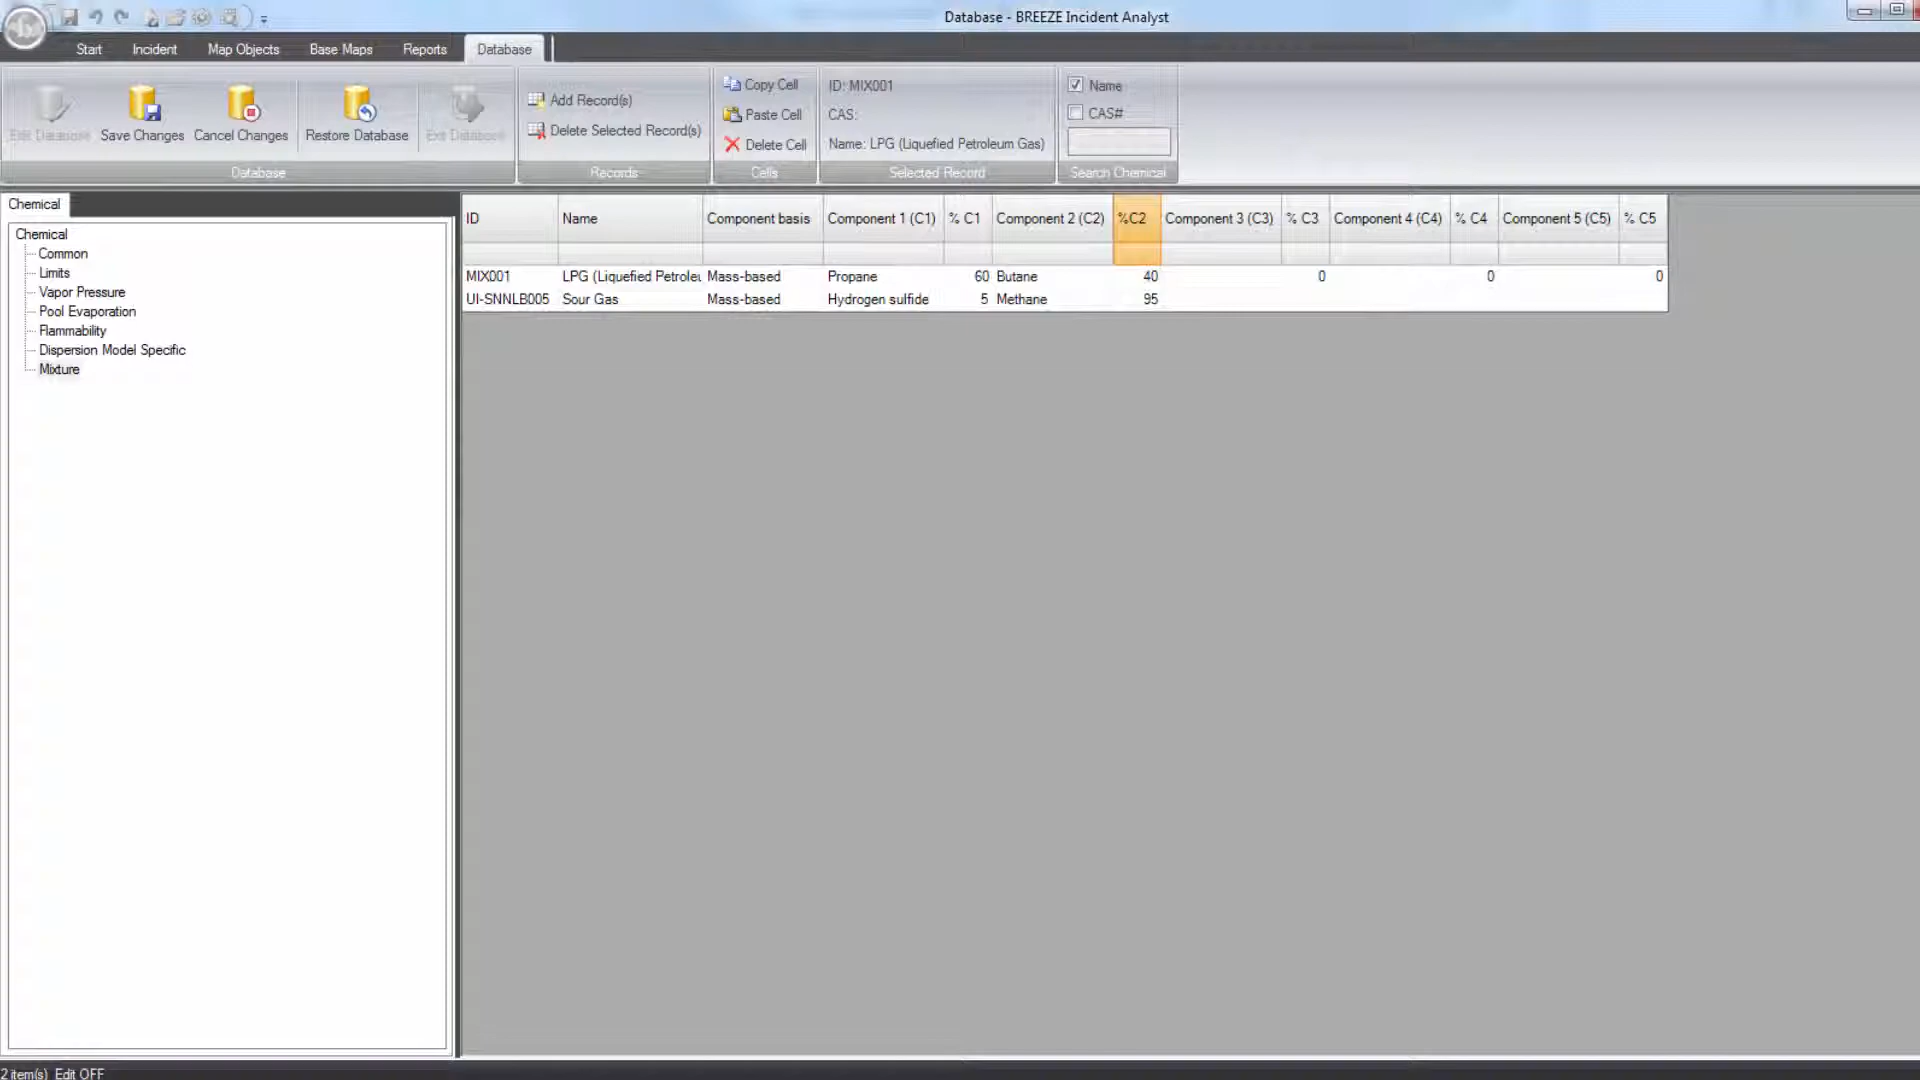 Database - BREEZE Incident Analyst
Start Incident Map Objects Base Maps Reports Database
Edit Database Save Changes Cancel Changes Restore Database Exit Database
Database
Add Record(s)
Delete Selected Record(s)
Records
Copy Cell
Paste Cell
Delete Cell
Cells
ID: MIX001
CAS:
Name: LPG (Liquefied Petroleum Gas)
Selected Record
Name
CAS#
Search Chemical
Chemical
Chemical
Common
Limits
Vapor Pressure
Pool Evaporation
Flammability
Dispersion Model Specific
Mixture
ID Name Component basis Component 1 (C1) % C1 Component 2 (C2) %C2 Component 3 (C3) % C3 Component 4 (C4) % C4 Component 5 (C5) % C5
MIX001 LPG (Liquefied Petroleu Mass-based Propane 60 Butane 40 0 0 0
UI-SNNLB005 Sour Gas Mass-based Hydrogen sulfide 5 Methane 95
2 item(s) Edit OFF